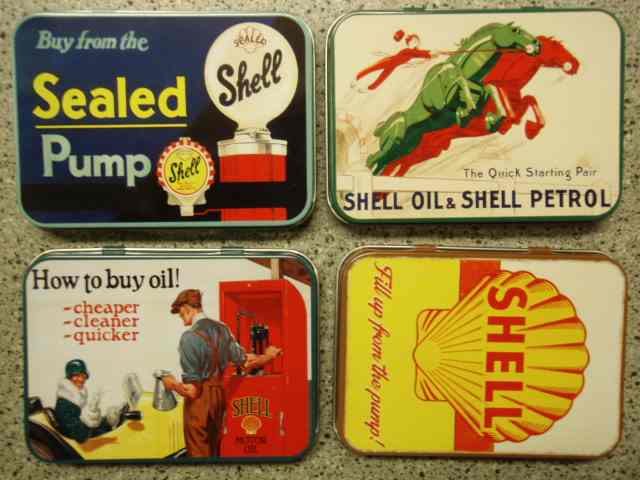 Buy from the
Sealed
Pump
SEALED
Shell
Shell
The Quick Starting Pair
SHELL OIL & SHELL PETROL
How to buy oil!
-cheaper
-cleaner
-quicker
SHELL
MOTOR
OIL
Fill up from the pump!
SHELL